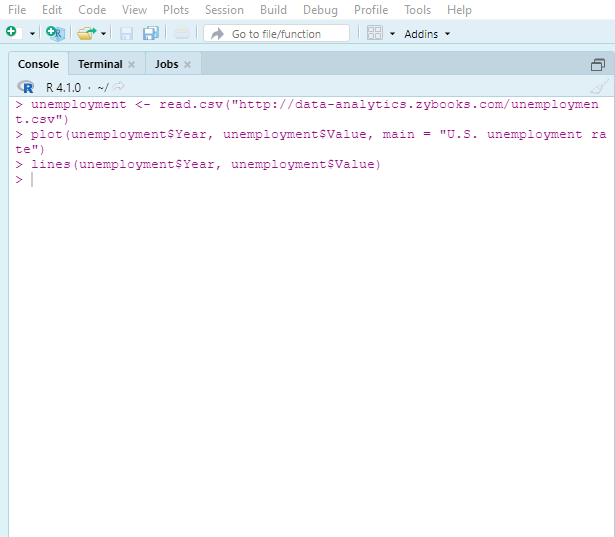 File Edit Code View Plots Session Build Debug Profile Tools Help
Go to file/function Addins
Console Terminal Jobs
R R 4.1.0 · ~/
> unemployment <- read.csv("http://data-analytics.zybooks.com/unemploymen
t.csv")
> plot(unemployment$Year, unemployment$Value, main = "U.S. unemployment ra
te")
> lines(unemployment$Year, unemployment$Value)
>